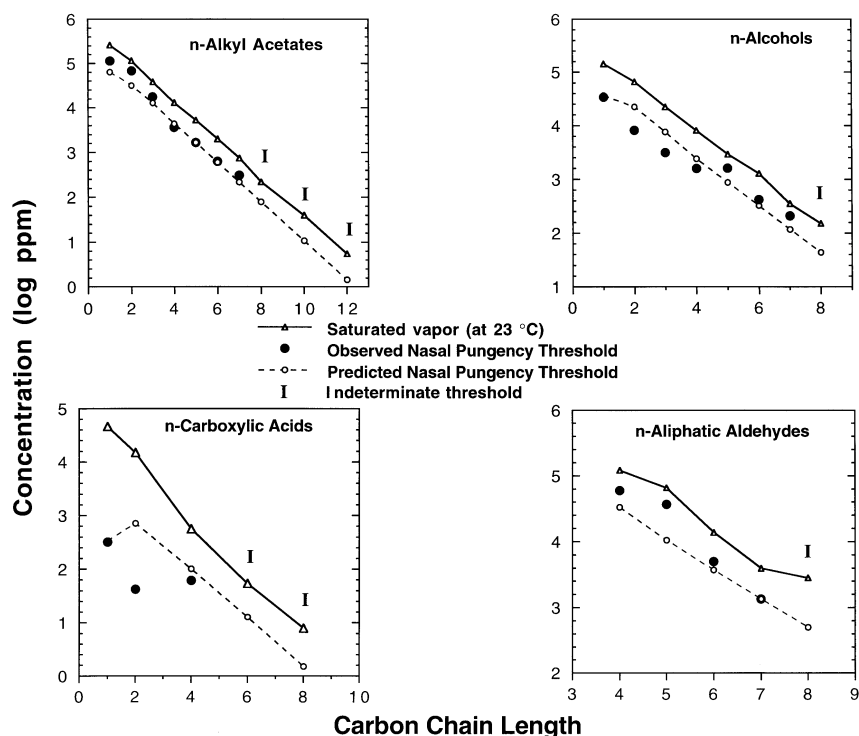 n-Alkyl Acetates
6
5
4
3
2
1
0
0 2 4 6 8 10 12
I
I
I
n-Alcohols
6
5
4
3
2
1
0 2 4 6 8
I
Concentration (log ppm)
Saturated vapor (at 23 °C)
Observed Nasal Pungency Threshold
Predicted Nasal Pungency Threshold
I Indeterminate threshold
n-Carboxylic Acids
5
4
3
2
1
0
0 2 4 6 8 10
I
I
n-Aliphatic Aldehydes
6
5
4
3
2
3 4 5 6 7 8 9
I
Carbon Chain Length